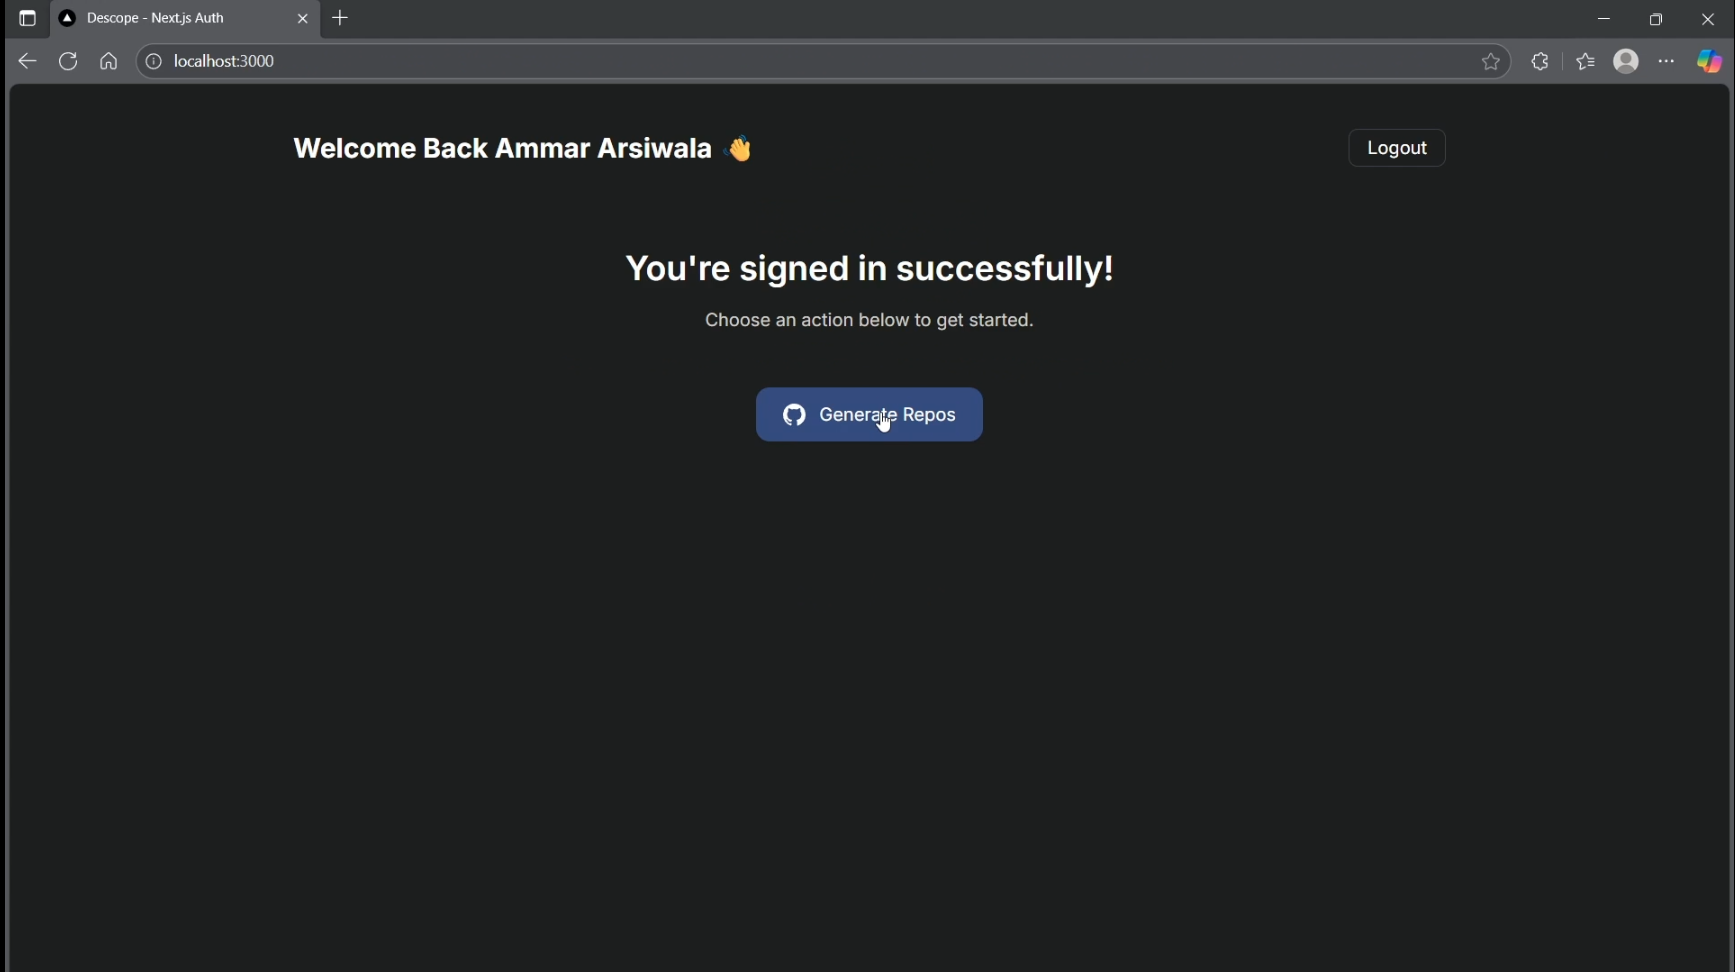 Descope - Next.js Auth
localhost:3000
Welcome Back Ammar Arsiwala 👋
Logout
You're signed in successfully!
Choose an action below to get started.
Generate Repos